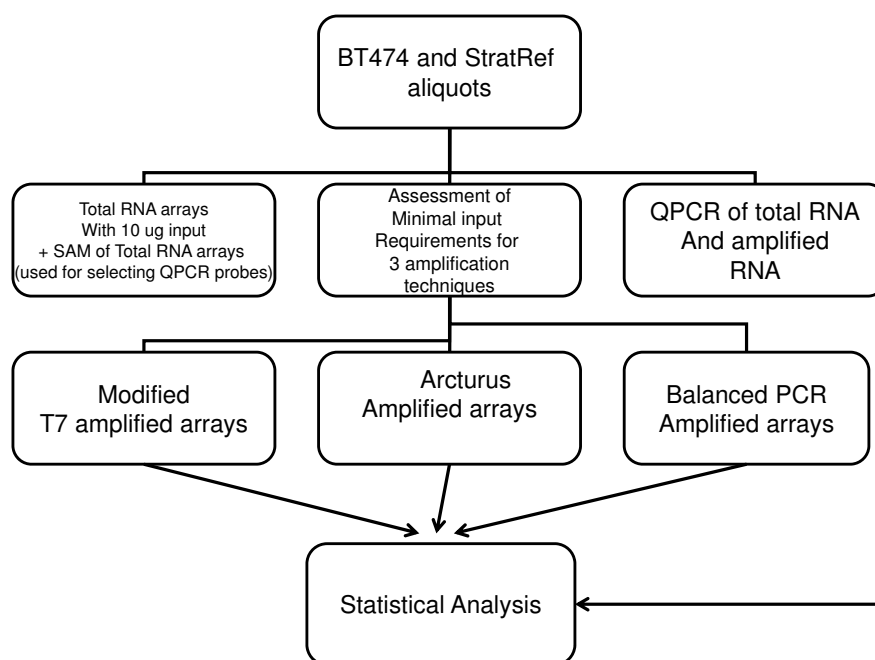 BT474 and StratRef
aliquots
Total RNA arrays
With 10 ug input
+ SAM of Total RNA arrays
(used for selecting QPCR probes)
Assessment of
Minimal input
Requirements for
3 amplification
techniques
QPCR of total RNA
And amplified
RNA
Modified
T7 amplified arrays
Arcturus
Amplified arrays
Balanced PCR
Amplified arrays
Statistical Analysis